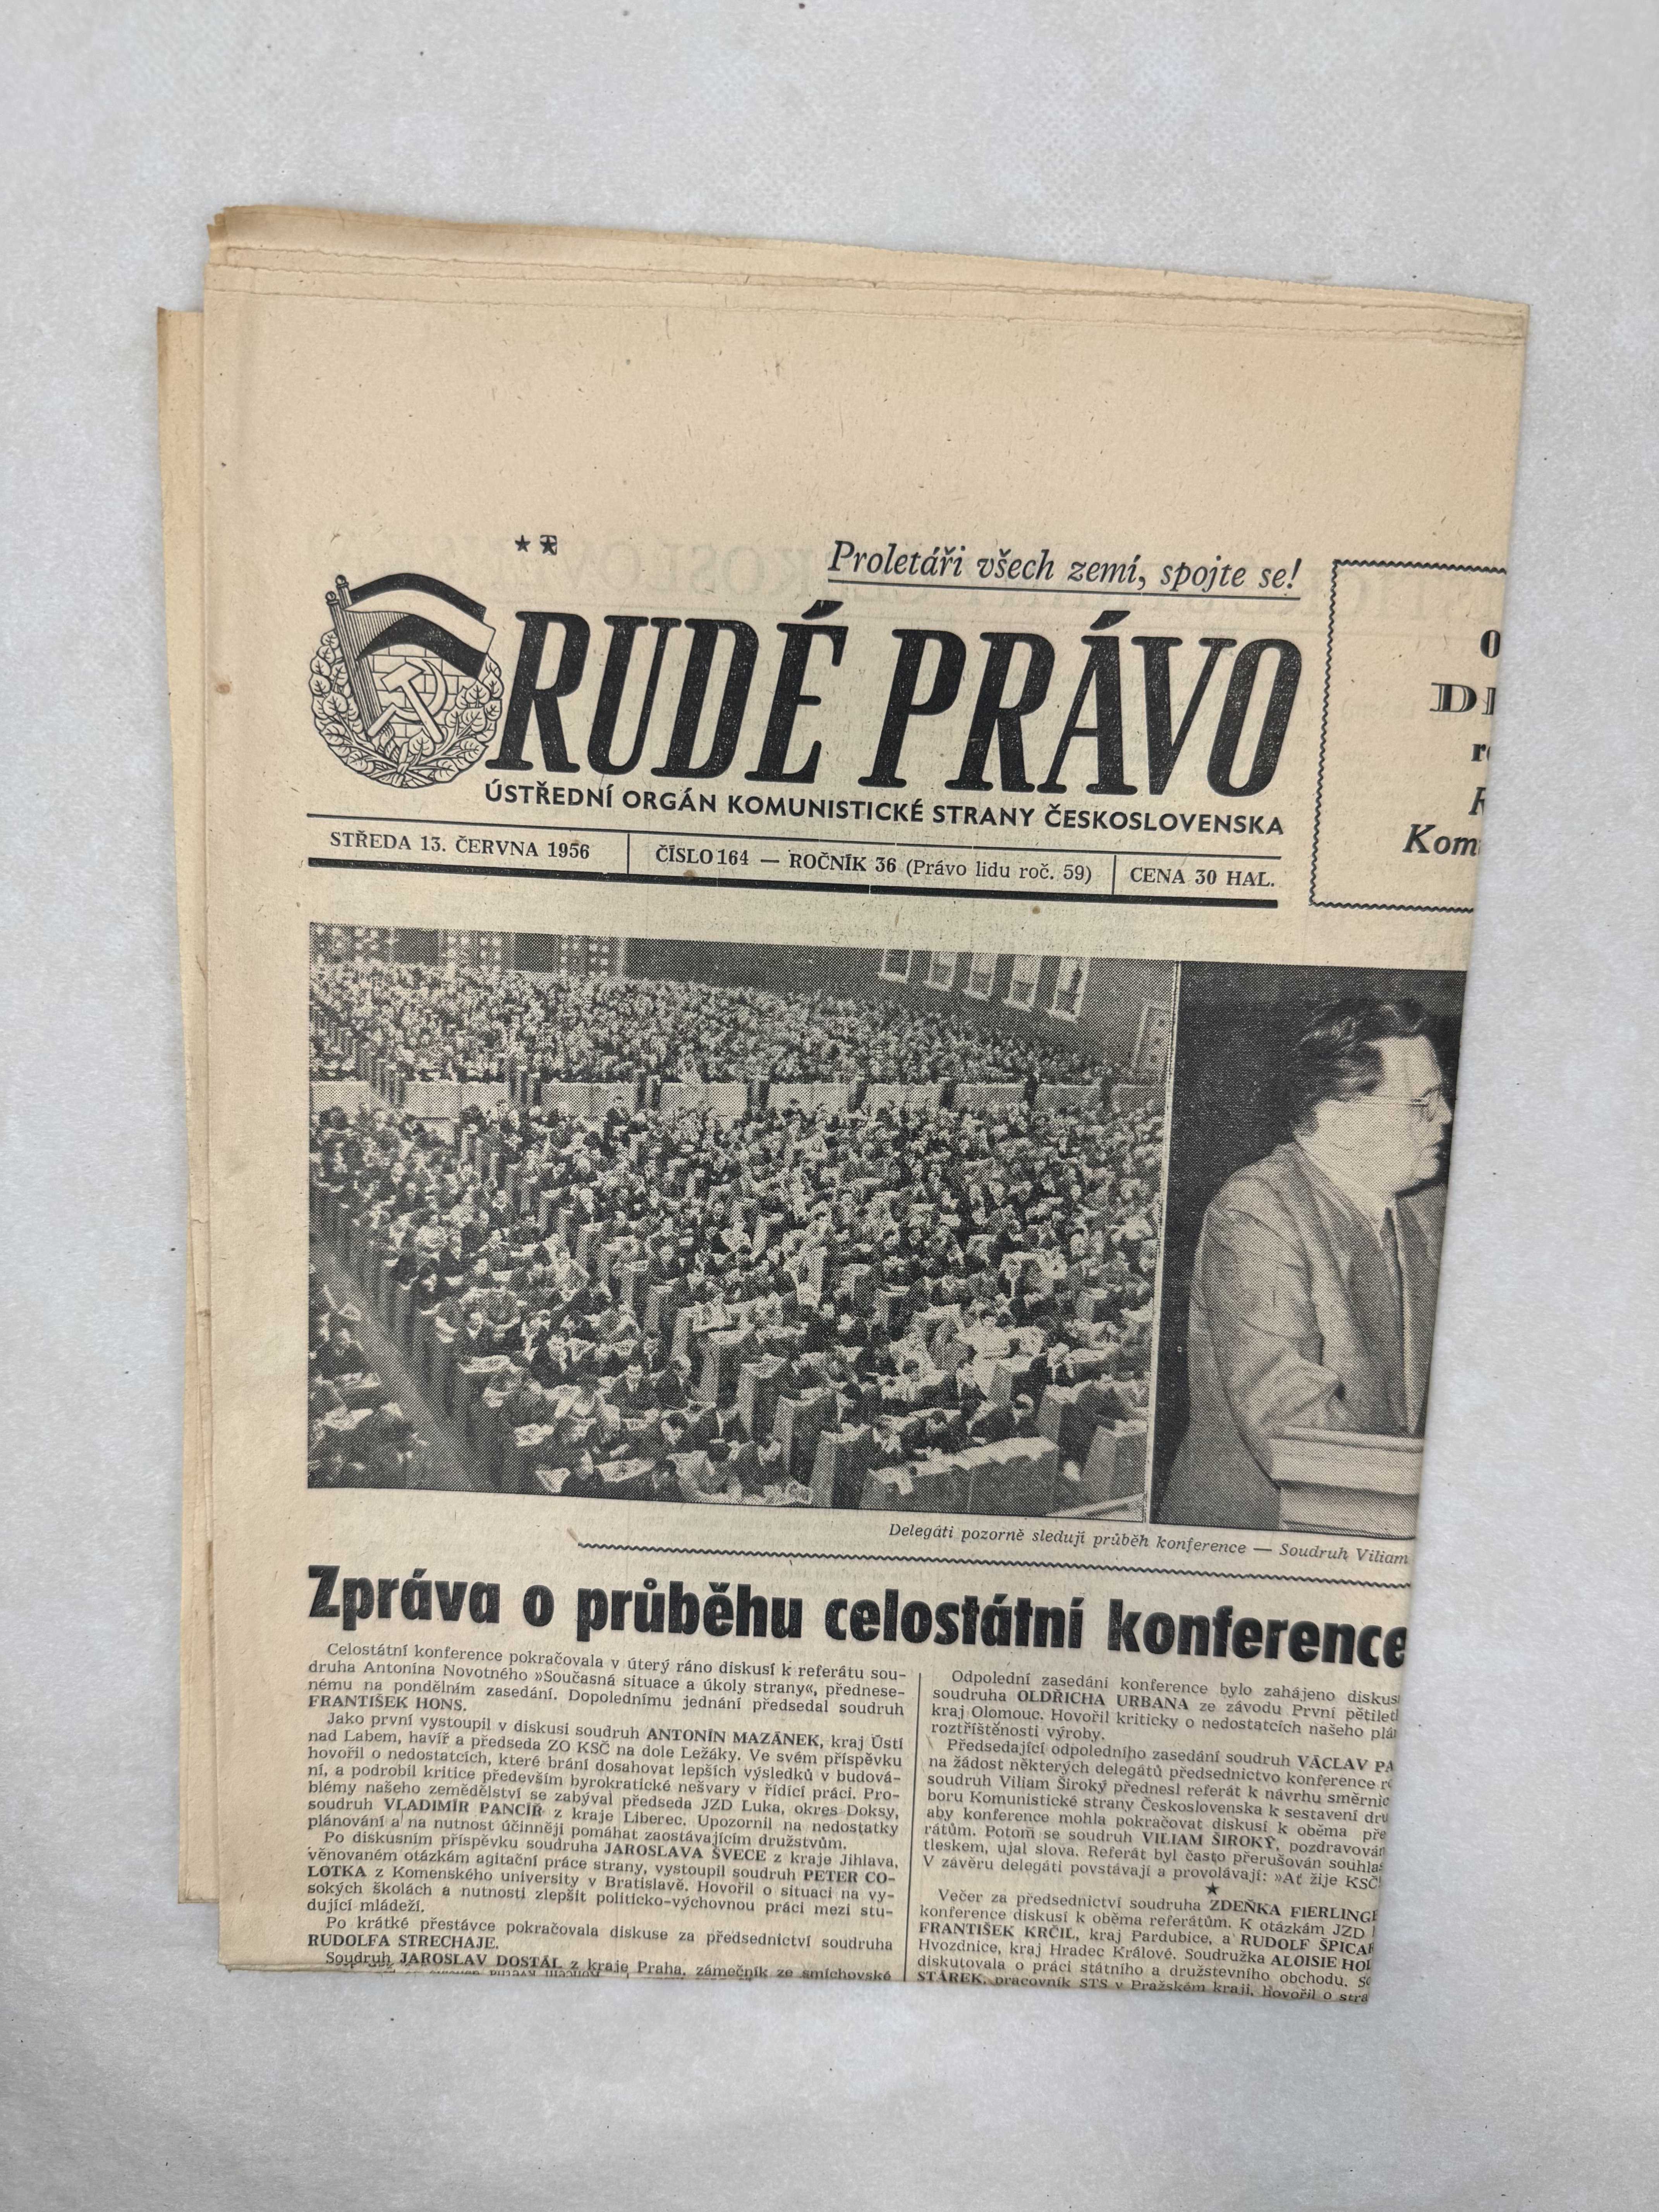 Proletáři všech zemí, spojte se!
RUDÉ PRÁVO
ÚSTŘEDNÍ ORGÁN KOMUNISTICKÉ STRANY ČESKOSLOVENSKA
STŘEDA 13. ČERVNA 1956
ČÍSLO 164 — ROČNÍK 36 (Právo lidu roč. 59)
CENA 30 HAL.
Delegáti pozorně sledují průběh konference — Soudruh Viliam
Zpráva o průběhu celostátní konference
Celostátní konference pokračovala v úterý ráno diskusí k referátu sou-
druha Antonína Novotného »Současná situace a úkoly strany«, přednese-
nému na pondělním zasedání. Dopolednímu jednání předsedal soudruh
FRANTIŠEK HONS.
Jako první vystoupil v diskusi soudruh ANTONÍN MAZÁNEK, kraj Ústí
nad Labem, havíř a předseda ZO KSČ na dole Ležáky. Ve svém příspěvku
hovořil o nedostatcích, které brání dosahovat lepších výsledků v budová-
ní, a podrobil kritice především byrokratické nešvary v řídící práci. Pro-
blémy našeho zemědělství se zabýval předseda JZD Luka, okres Doksy,
soudruh VLADIMÍR PANCÍŘ z kraje Liberec. Upozornil na nedostatky
plánování a na nutnost účinněji pomáhat zaostávajícím družstvům.
Po diskusním příspěvku soudruha JAROSLAVA ŠVECE z kraje Jihlava,
věnovaném otázkám agitační práce strany, vystoupil soudruh PETER CO-
LOTKA z Komenského university v Bratislavě. Hovořil o situaci na vy-
sokých školách a nutnosti zlepšit politicko-výchovnou práci mezi stu-
dující mládeží.
Po krátké přestávce pokračovala diskuse za předsednictví soudruha
RUDOLFA STRECHAJE.
Soudruh JAROSLAV DOSTÁL z kraje Praha, zámečník ze smíchovské
Odpolední zasedání konference bylo zahájeno diskus
soudruha OLDŘICHA URBANA ze závodu První pětilet
kraj Olomouc. Hovořil kriticky o nedostatcích našeho plá
roztříštěnosti výroby.
Předsedající odpoledního zasedání soudruh VÁCLAV PA
na žádost některých delegátů předsednictvo konference r
soudruh Viliam Široký přednesl referát k návrhu směrnic
boru Komunistické strany Československa k sestavení dru
aby konference mohla pokračovat diskusí k oběma pře
rátům. Potom se soudruh VILIAM ŠIROKÝ, pozdravován
tleskem, ujal slova. Referát byl často přerušován souhla
V závěru delegáti povstávají a provolávají: »Ať žije KSČ
Večer za předsednictví soudruha ZDEŇKA FIERLINGE
konference diskusí k oběma referátům. K otázkám JZD
FRANTIŠEK KRČIL, kraj Pardubice, a RUDOLF ŠPICA
Hvozdnice, kraj Hradec Králové. Soudružka ALOISIE HO
diskutovala o práci státního a družstevního obchodu.
STÁREK, pracovník STS v Pražském kraji. Hovořil o stra